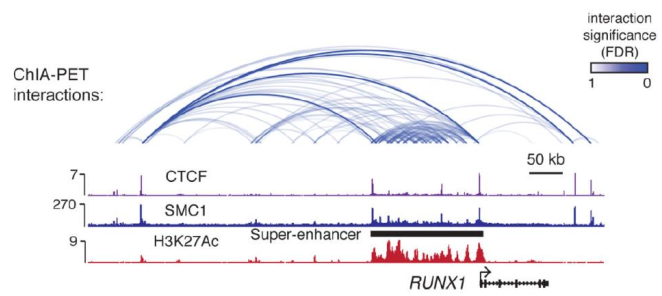 interaction
significance
(FDR)
1 0
ChIA-PET
interactions:
50 kb
7 CTCF
270 SMC1
Super-enhancer
9 H3K27Ac
RUNX1